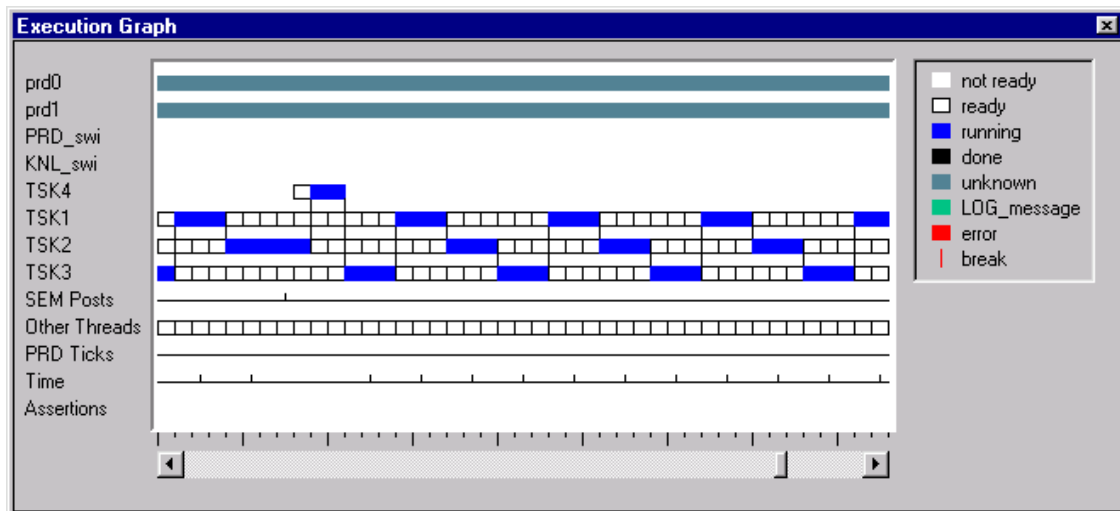 Execution Graph
prd0
prd1
PRD_swi
KNL_swi
TSK4
TSK1
TSK2
TSK3
SEM Posts
Other Threads
PRD Ticks
Time
Assertions
not ready
ready
running
done
unknown
LOG_message
error
break